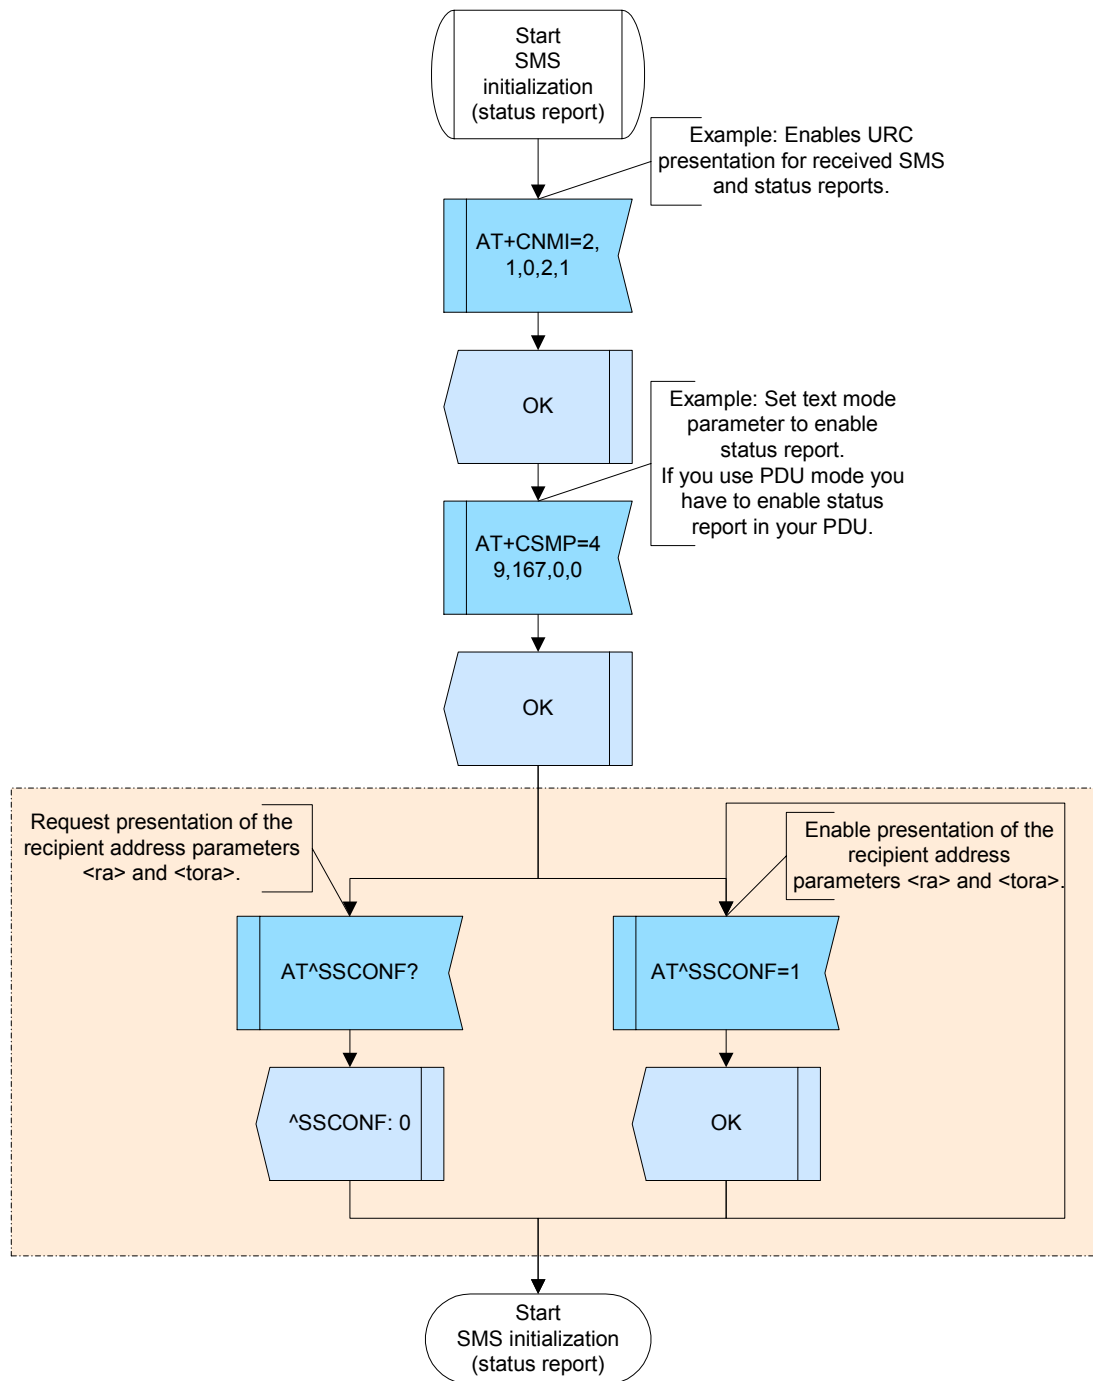 Start
SMS
initialization
(status report)
Example: Enables URC
presentation for received SMS
and status reports.
AT+CNMI=2,
1,0,2,1
OK
Example: Set text mode
parameter to enable
status report.
If you use PDU mode you
have to enable status
report in your PDU.
AT+CSMP=4
9,167,0,0
OK
Request presentation of the
recipient address parameters
<ra> and <tora>.
Enable presentation of the
recipient address
parameters <ra> and <tora>.
AT^SSCONF?
AT^SSCONF=1
^SSCONF: 0
OK
Start
SMS initialization
(status report)